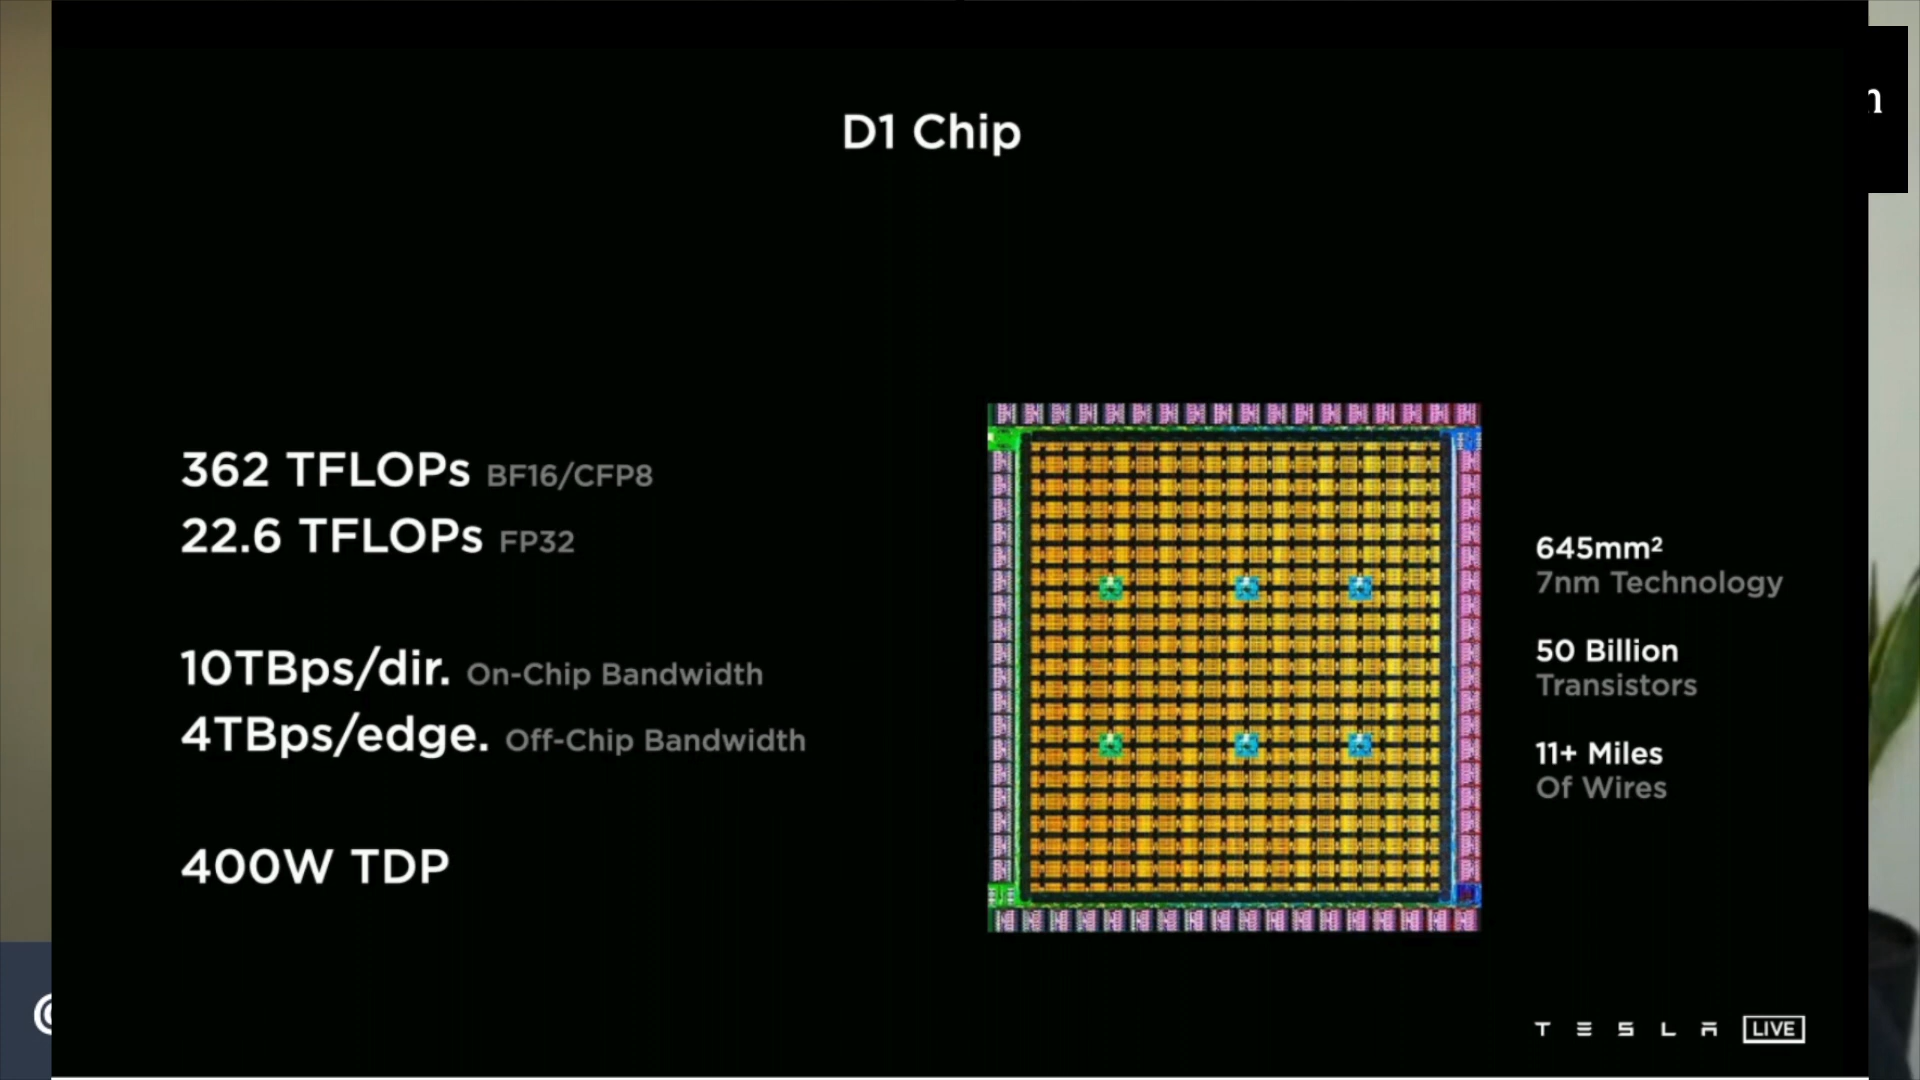 D1 Chip
362 TFLOPs BF16/CFP8
22.6 TFLOPs FP32
10TBps/dir. On-Chip Bandwidth
4TBps/edge. Off-Chip Bandwidth
400W TDP
645mm²
7nm Technology
50 Billion
Transistors
11+ Miles
Of Wires
TESLA LIVE